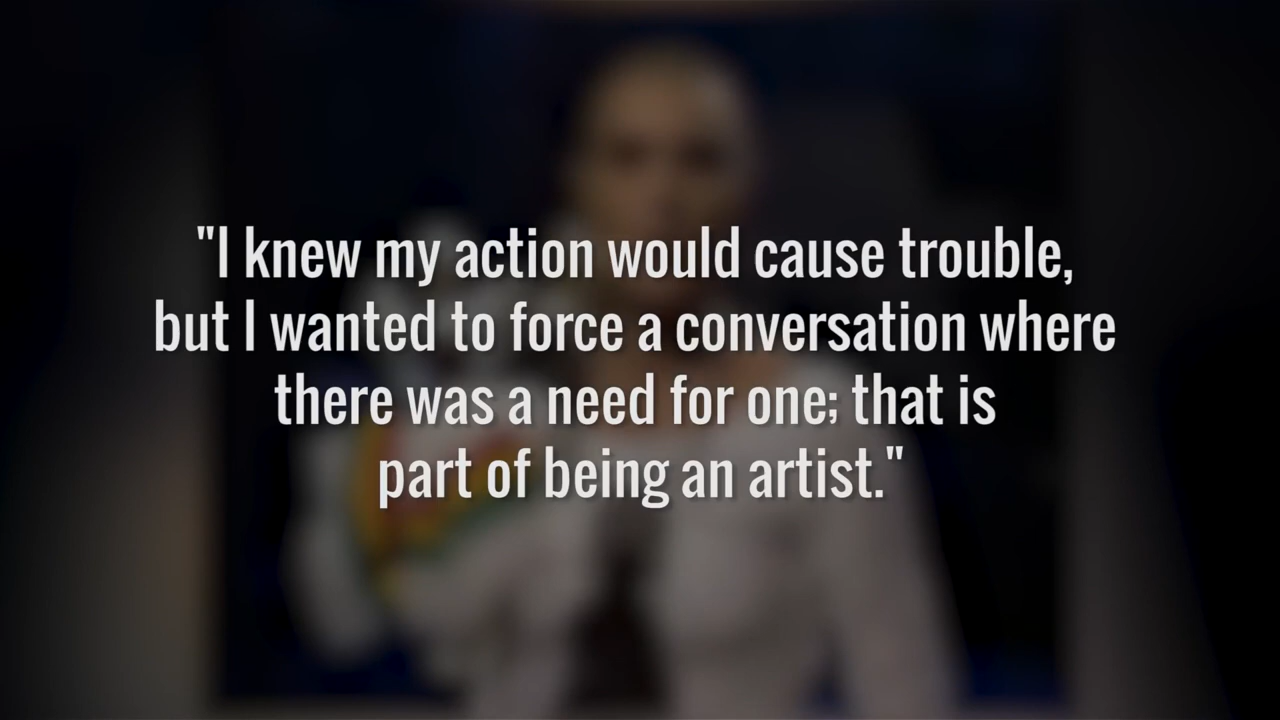 "I knew my action would cause trouble,
but I wanted to force a conversation where
there was a need for one; that is
part of being an artist."